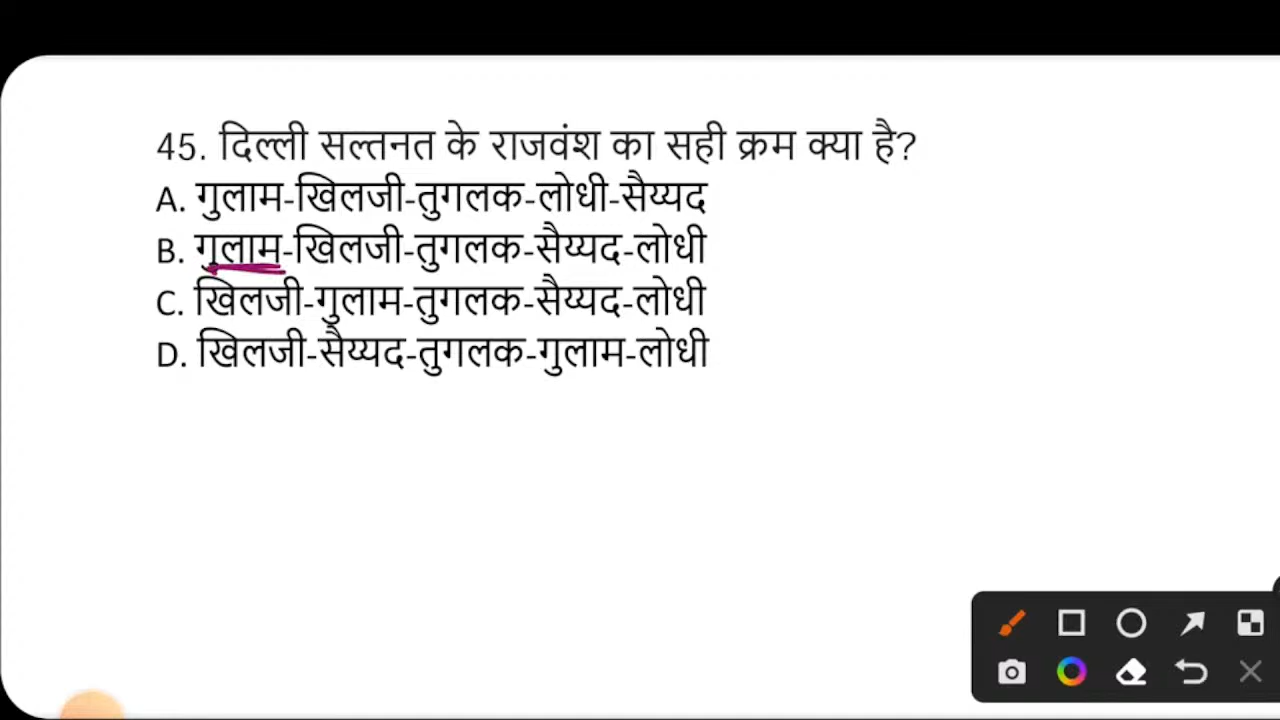 45. दिल्ली सल्तनत के राजवंश का सही क्रम क्या है?
A. गुलाम-खिलजी-तुगलक-लोधी-सैय्यद
B. गुलाम-खिलजी-तुगलक-सैय्यद-लोधी
C. खिलजी-गुलाम-तुगलक-सैय्यद-लोधी
D. खिलजी-सैय्यद-तुगलक-गुलाम-लोधी